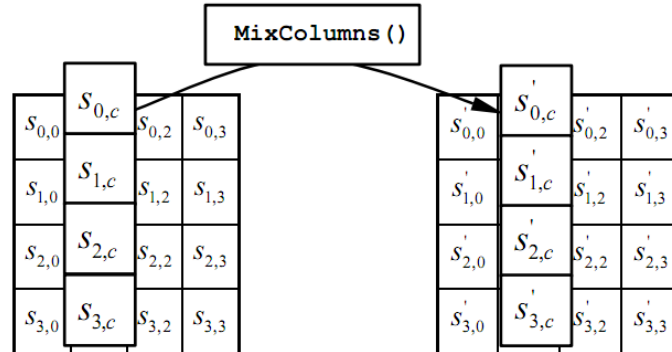 MixColumns()
s0,0 s0,c s0,2 s0,3 s'0,0 s'0,c s'0,2 s'0,3
s1,0 s1,c s1,2 s1,3 s'1,0 s'1,c s'1,2 s'1,3
s2,0 s2,c s2,2 s2,3 s'2,0 s'2,c s'2,2 s'2,3
s3,0 s3,c s3,2 s3,3 s'3,0 s'3,c s'3,2 s'3,3